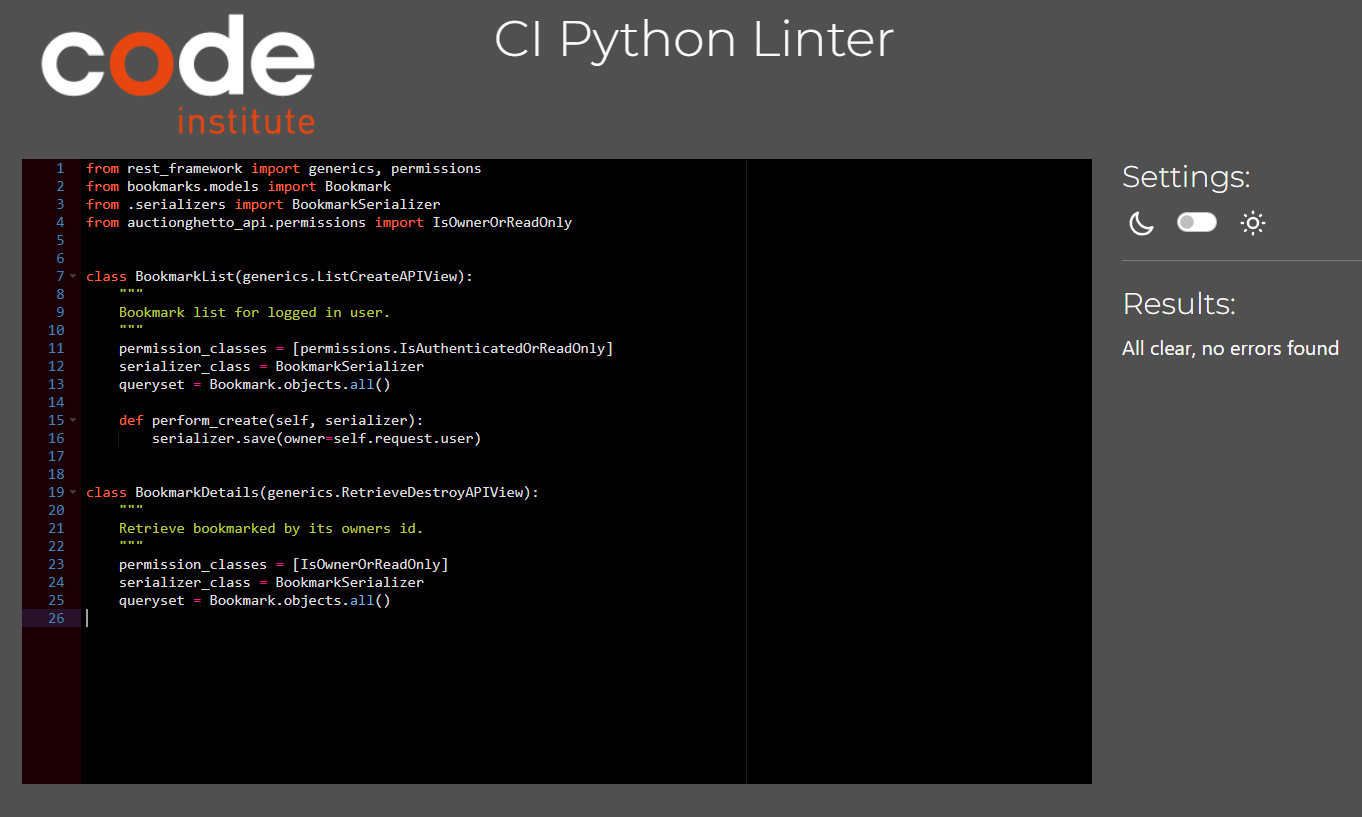 code
institute
CI Python Linter
1 from rest_framework import generics, permissions
2 from bookmarks.models import Bookmark
3 from .serializers import BookmarkSerializer
4 from auctionghetto_api.permissions import IsOwnerOrReadOnly
5
6
7 class BookmarkList(generics.ListCreateAPIView):
8     """
9     Bookmark list for logged in user.
10     """
11     permission_classes = [permissions.IsAuthenticatedOrReadOnly]
12     serializer_class = BookmarkSerializer
13     queryset = Bookmark.objects.all()
14
15     def perform_create(self, serializer):
16         serializer.save(owner=self.request.user)
17
18
19 class BookmarkDetails(generics.RetrieveDestroyAPIView):
20     """
21     Retrieve bookmarked by its owners id.
22     """
23     permission_classes = [IsOwnerOrReadOnly]
24     serializer_class = BookmarkSerializer
25     queryset = Bookmark.objects.all()
26
Settings:
Results:
All clear, no errors found